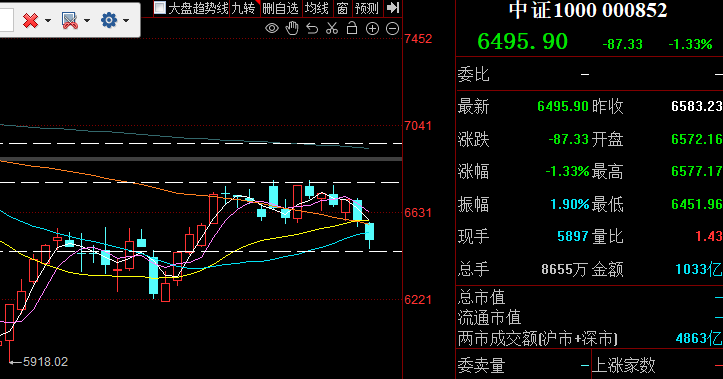 大盘趋势线 九转 删自选 均线 窗 预测
7452
7041
6631
6221
5918.02
中证1000 000852
6495.90 -87.33 -1.33%
委比 –
最新 6495.90 昨收 6583.23
涨跌 -87.33 开盘 6572.16
涨幅 -1.33% 最高 6577.17
振幅 1.90% 最低 6451.96
现手 5897 量比 1.43
总手 8655万 金额 1033亿
总市值 –
流通市值 –
两市成交额(沪市+深市) 4863亿
委卖量 – 上涨家数 –